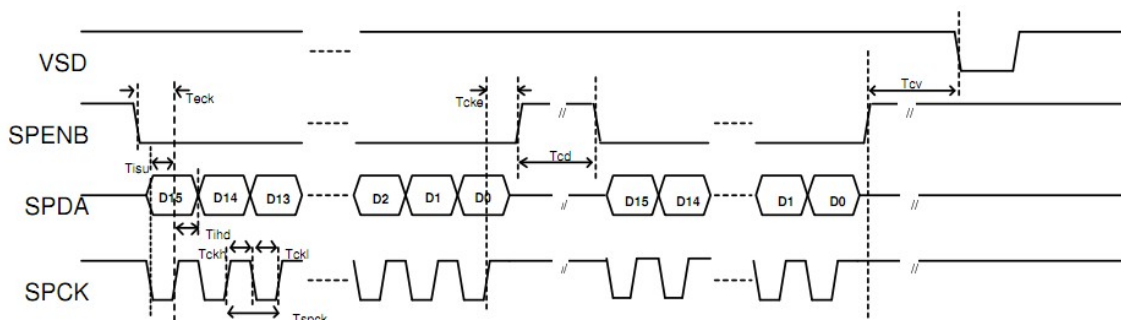 VSD
Tcv
Teck
Tcke
SPENB
//
//
Tcd
Tisu
SPDA
D15
D14
D13
D2
D1
D0
//
D15
D14
D1
D0
//
Tihd
Tckh
Tckl
SPCK
//
//
Tspck